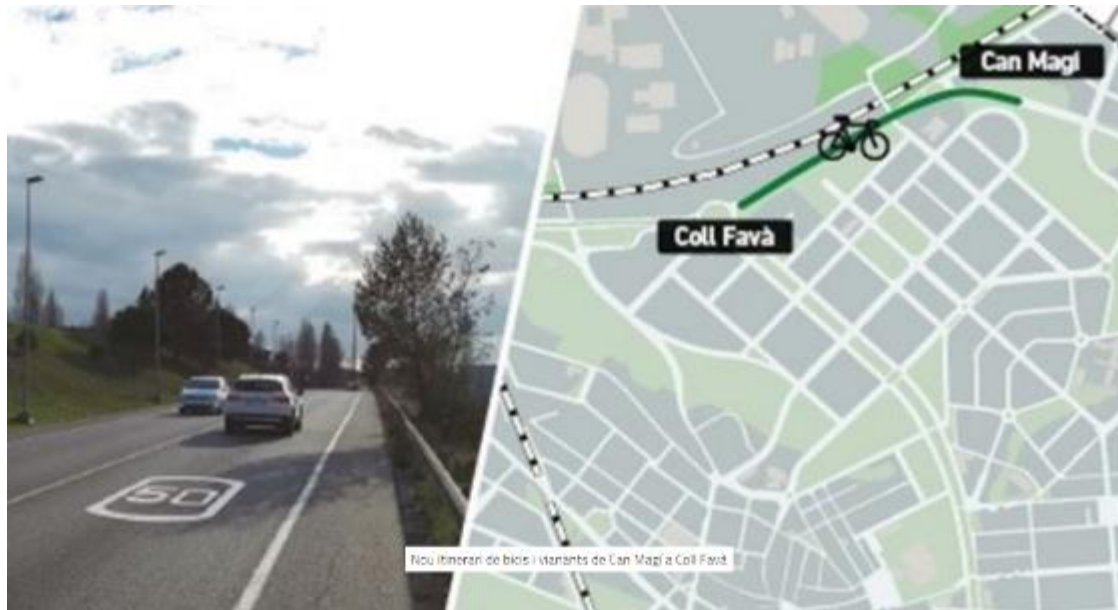 Can Magí
Coll Favà
50
Nou itinerari de bicis i vianants de Can Magí a Coll Favà